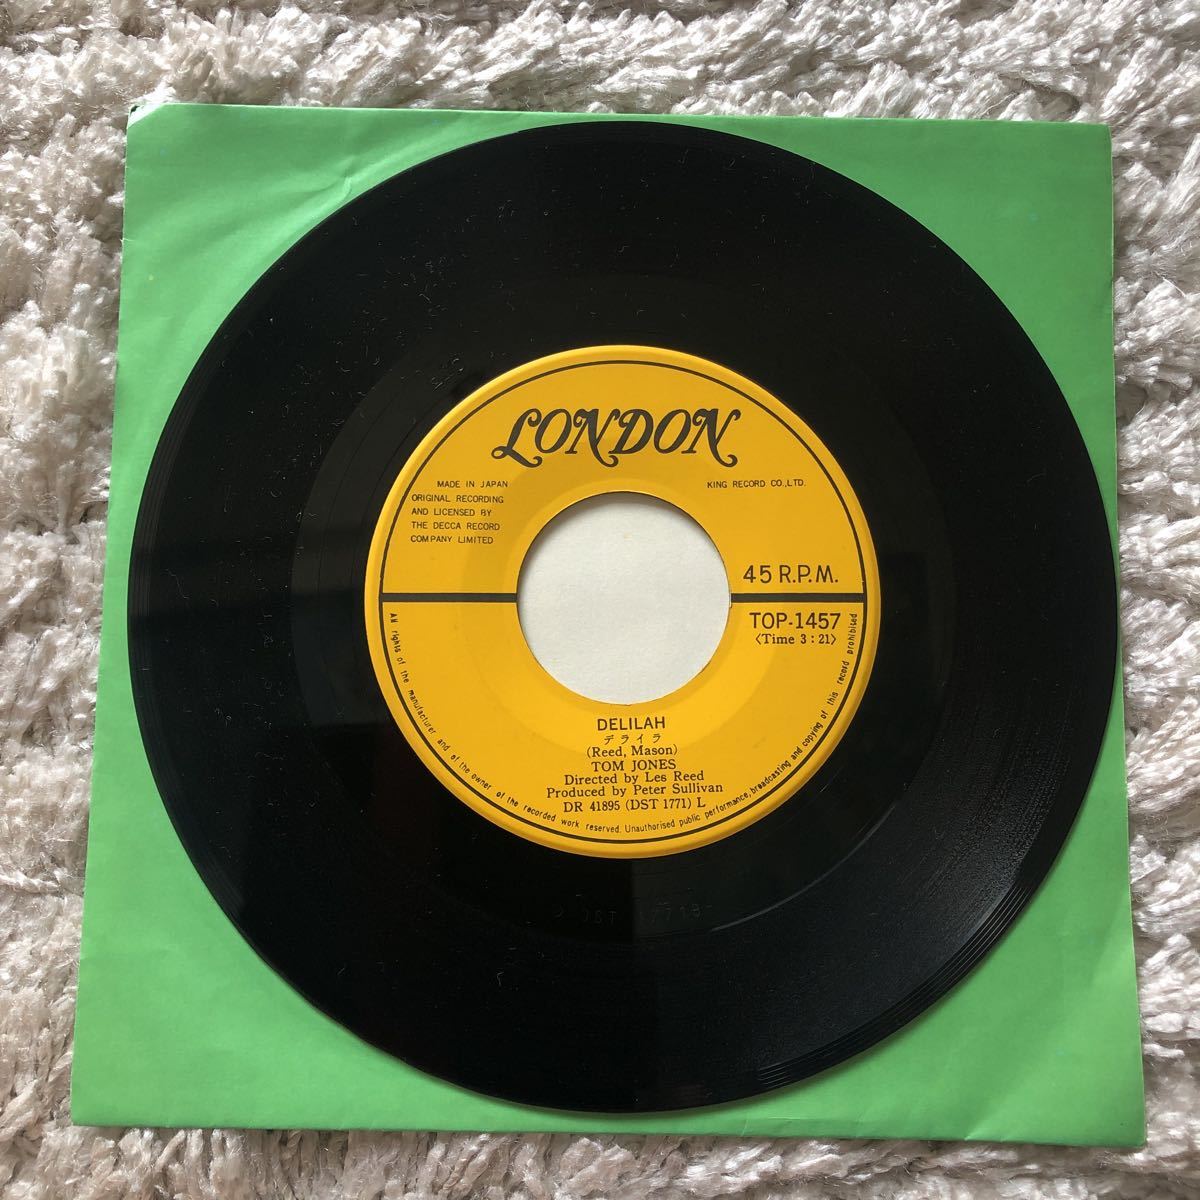 LONDON
MADE IN JAPAN
ORIGINAL RECORDING
AND LICENSED BY
THE DECCA RECORD
COMPANY LIMITED
KING RECORD CO.,LTD.
45 R.P.M.
TOP-1457
〈Time 3 : 21〉
DELILAH
デライラ
(Reed, Mason)
TOM JONES
Directed by Les Reed
Produced by Peter Sullivan
DR 41895 (DST 1771) L
All rights of the manufacturer and of the owner of the recorded work reserved. Unauthorised public performance, broadcasting and copying of this record prohibited